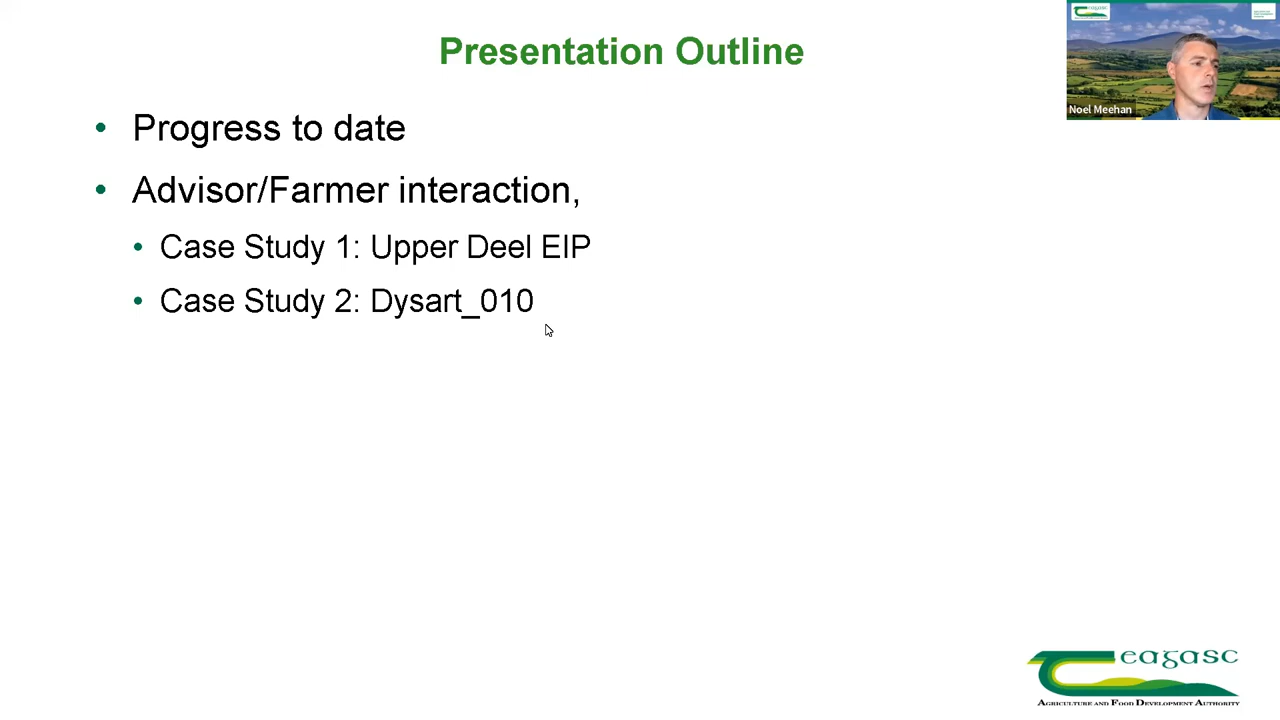 Presentation Outline
• Progress to date
• Advisor/Farmer interaction,
• Case Study 1: Upper Deel EIP
• Case Study 2: Dysart_010
Noel Meehan
eagasc
AGRICULTURE AND FOOD DEVELOPMENT AUTHORITY